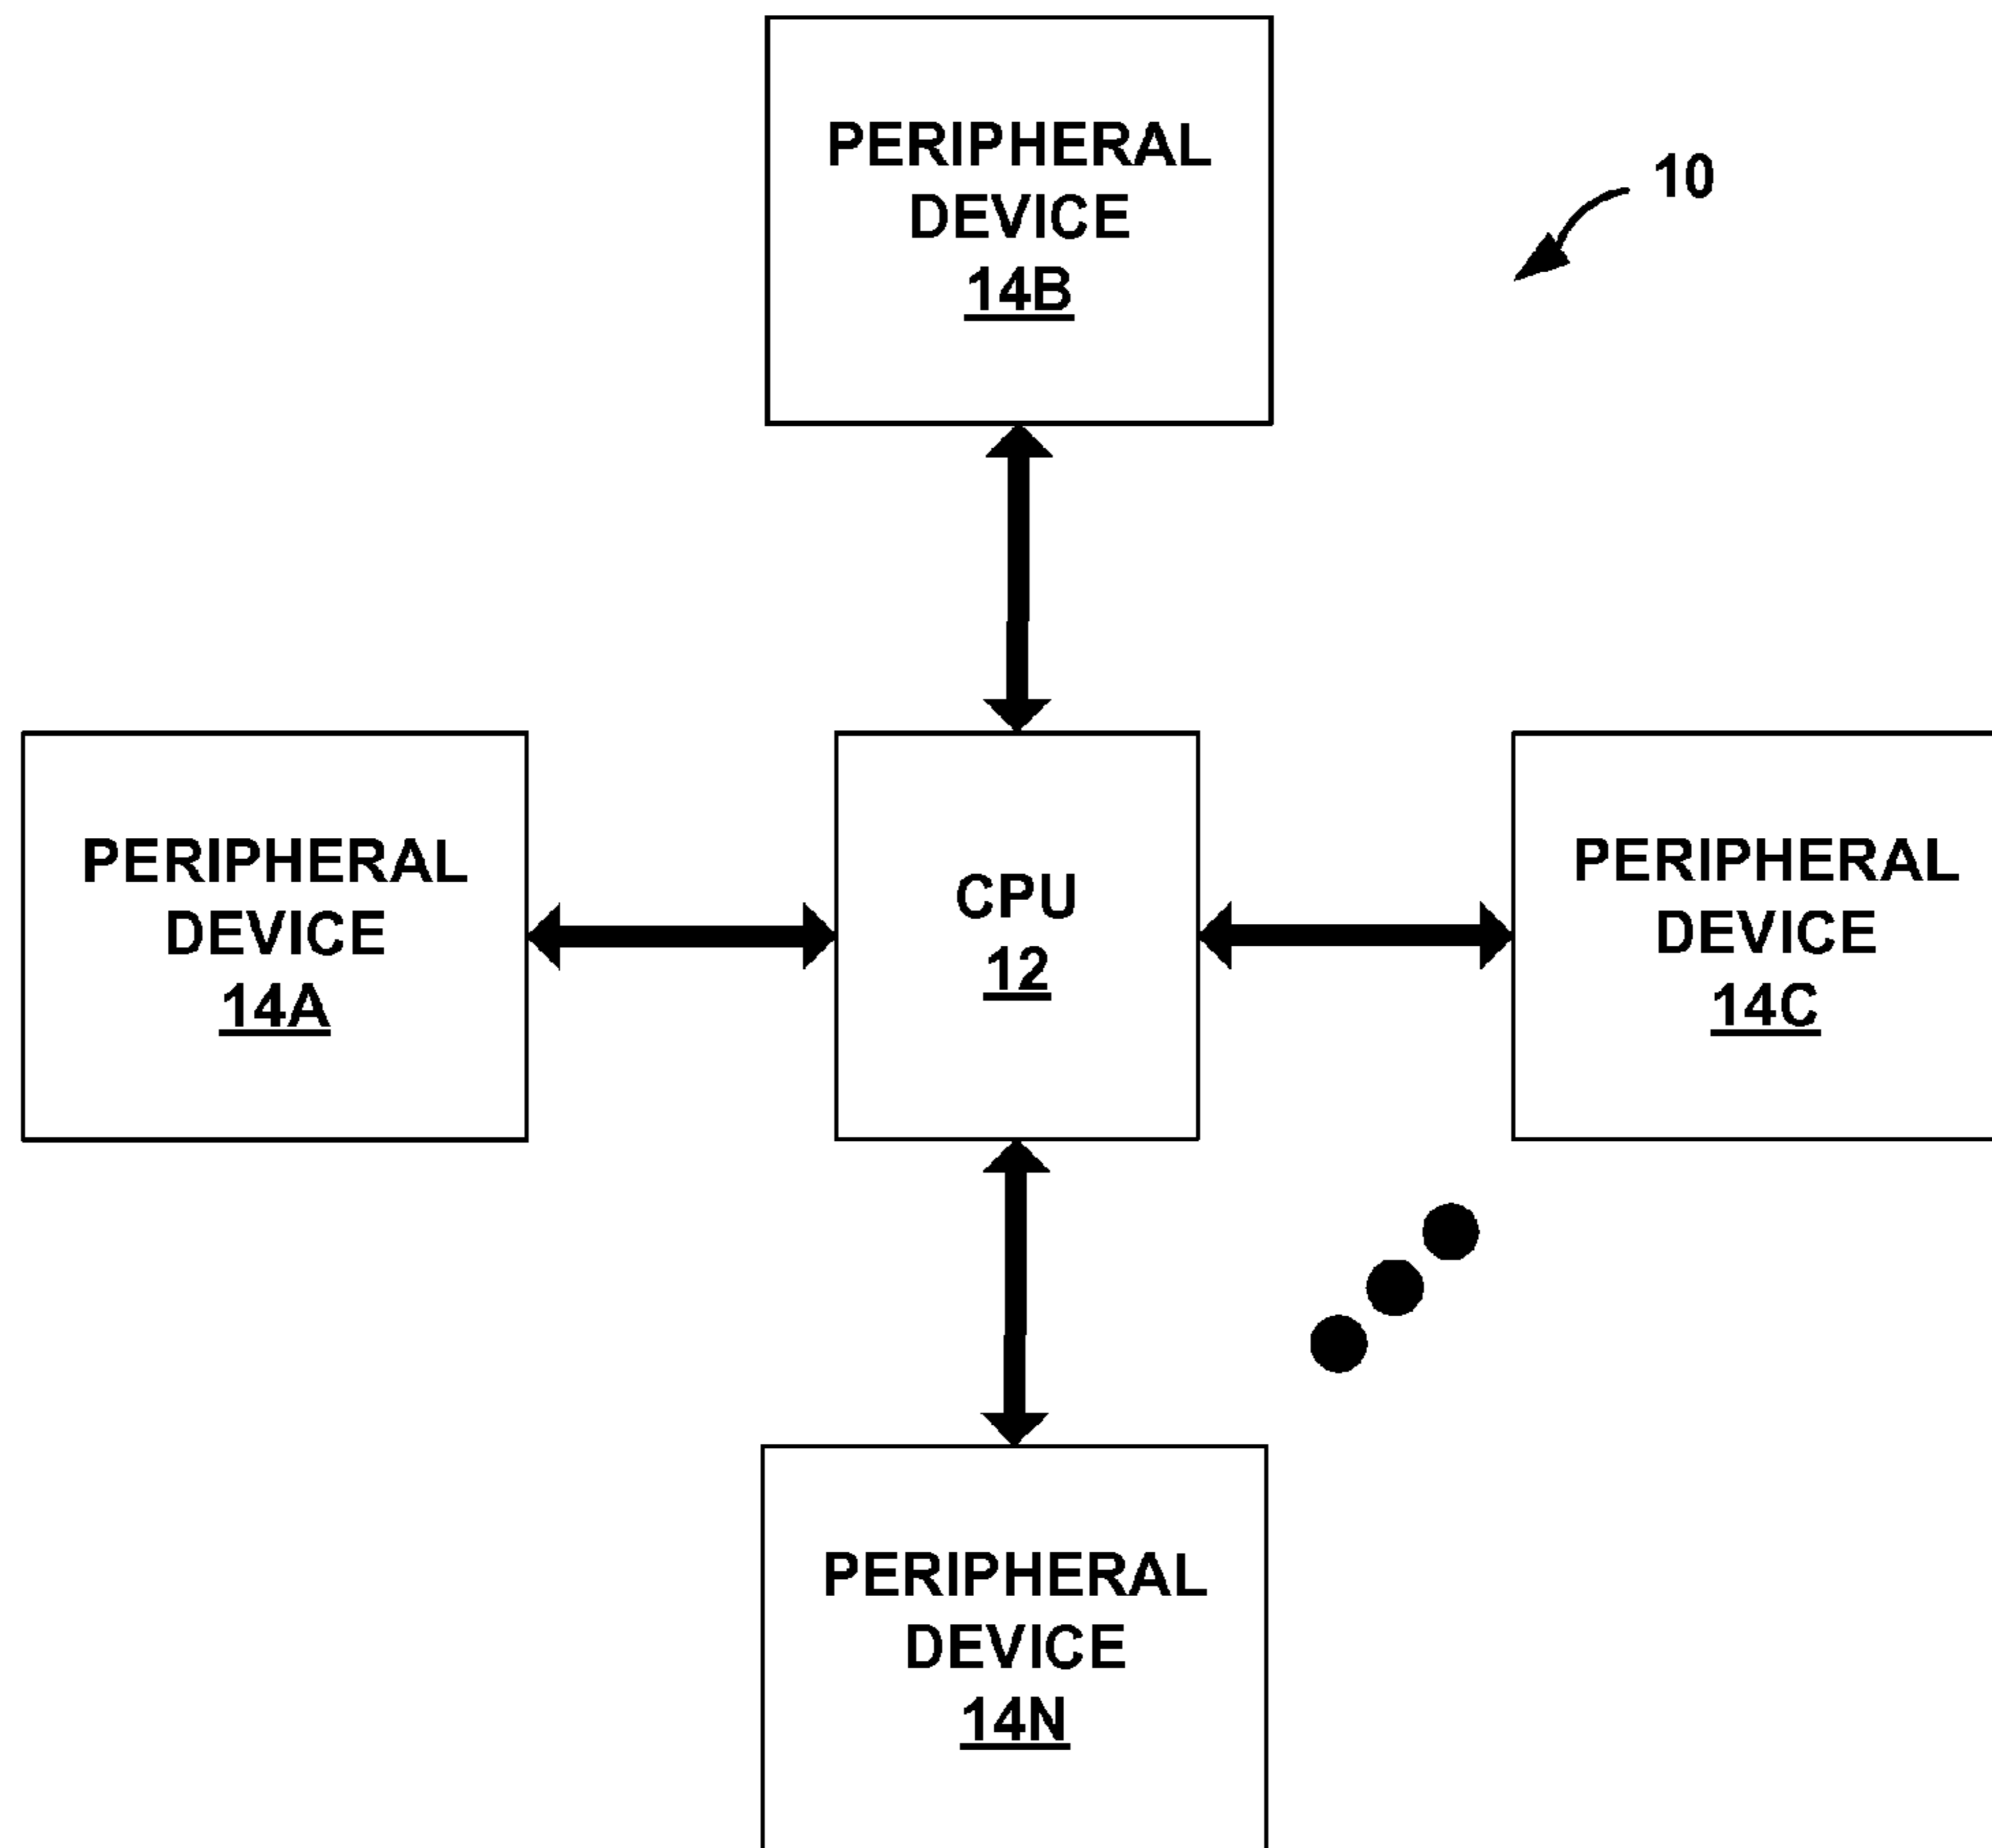 PERIPHERAL
DEVICE
14B
10
PERIPHERAL
DEVICE
14A
CPU
12
PERIPHERAL
DEVICE
14C
PERIPHERAL
DEVICE
14N